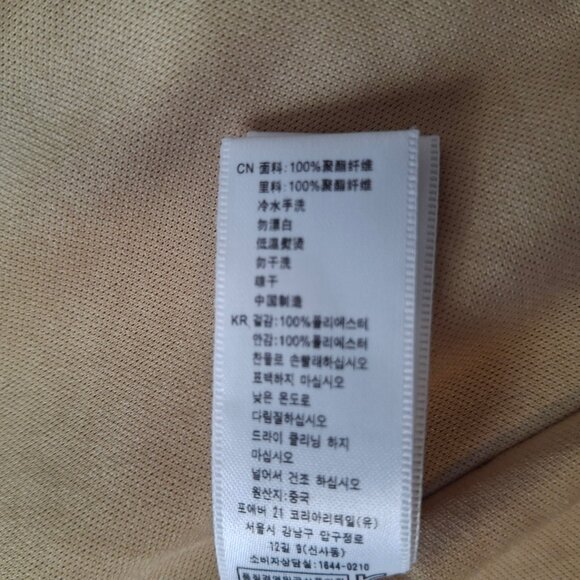 CN 面料:100%聚酯纤维
里料:100%聚酯纤维
冷水手洗
勿漂白
低温熨烫
勿干洗
晾干
中国制造
KR 겉감:100%폴리에스터
안감:100%폴리에스터
찬물로 손빨래하십시오
표백하지 마십시오
낮은 온도로
다림질하십시오
드라이 클리닝 하지
마십시오
널어서 건조 하십시오
원산지:중국
포에버 21 코리아리테일(유)
서울시 강남구 압구정로
12길 9(신사동)
소비자상담실:1644-0210